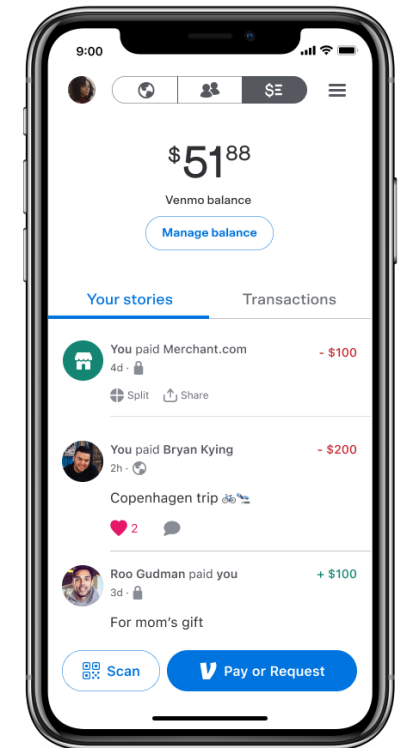 9:00
$Ξ
$51 88
Venmo balance
Manage balance
Your stories Transactions
You paid Merchant.com - $100
4d ·
Split Share
You paid Bryan Kying - $200
2h ·
Copenhagen trip 🚲🛬
2
Roo Gudman paid you + $100
3d ·
For mom's gift
Scan Pay or Request